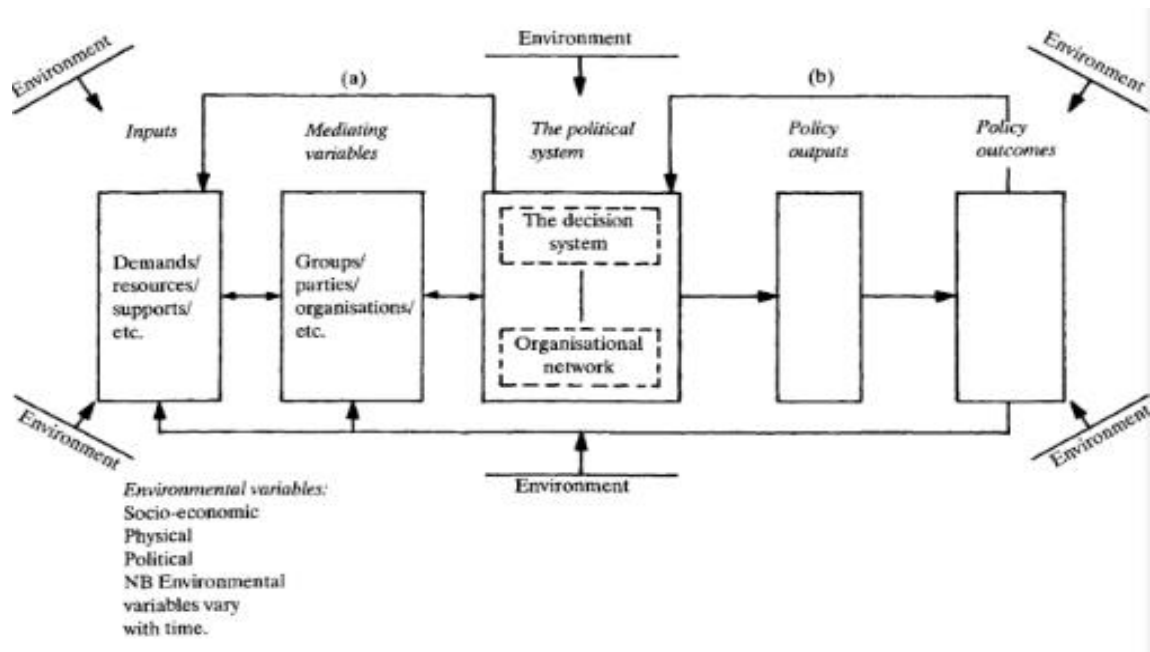 Environment
Environment
Environment
(a)
(b)
Inputs
Mediating
variables
The political
system
Policy
outputs
Policy
outcomes
Demands/
resources/
supports/
etc.
Groups/
parties/
organisations/
etc.
The decision
system
Organisational
network
Environment
Environment
Environment
Environmental variables:
Socio-economic
Physical
Political
NB Environmental
variables vary
with time.